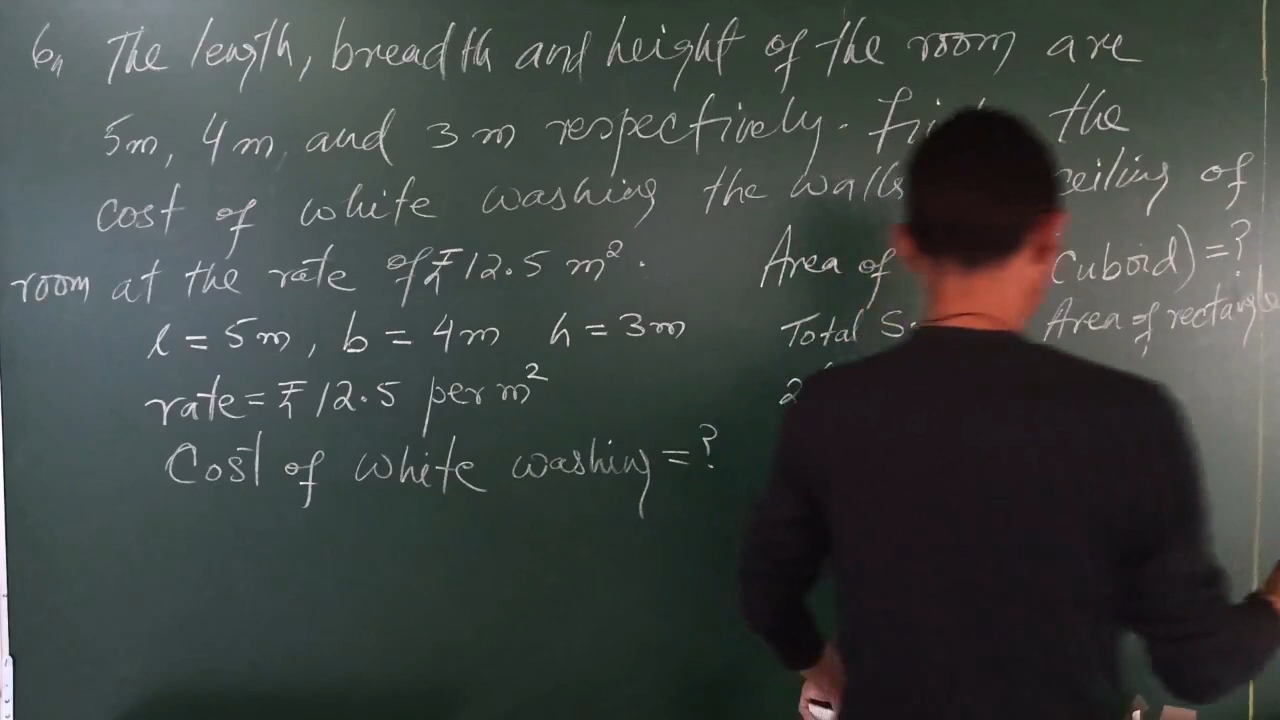 6, The length, breadth and height of the room are
5m, 4m and 3m respectively. the
cost of white washing the walls ceiling of
room at the rate of ₹12.5 m².
l = 5m, b = 4m h = 3m
rate = ₹12.5 per m²
Cost of white washing = ?
Area of Cuboid) = ?
Total Area of rectangle
2